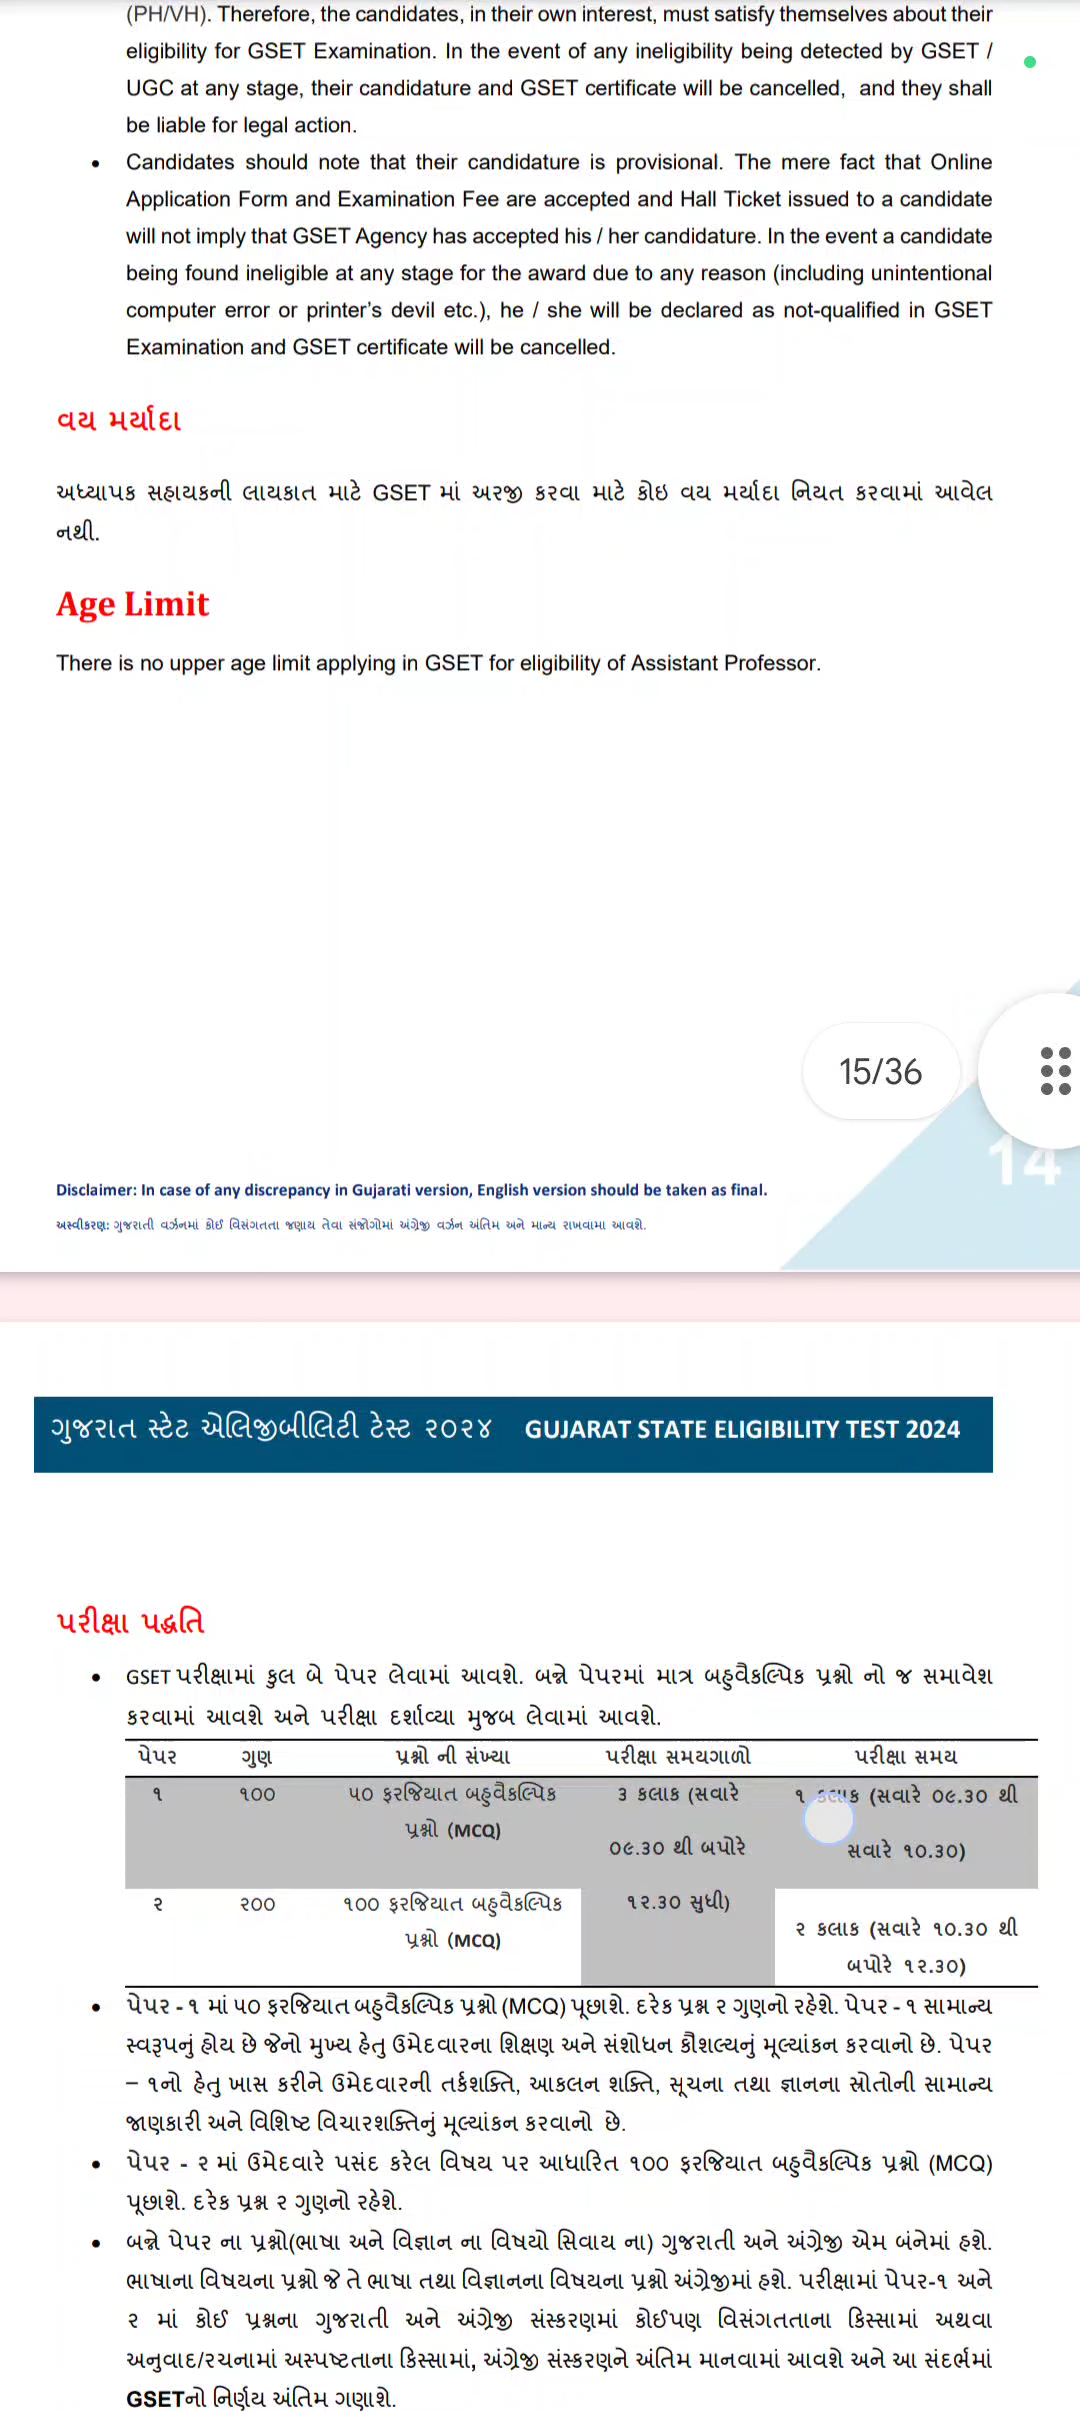 (PH/VH). Therefore, the candidates, in their own interest, must satisfy themselves about their
eligibility for GSET Examination. In the event of any ineligibility being detected by GSET /
UGC at any stage, their candidature and GSET certificate will be cancelled, and they shall
be liable for legal action.
• Candidates should note that their candidature is provisional. The mere fact that Online
Application Form and Examination Fee are accepted and Hall Ticket issued to a candidate
will not imply that GSET Agency has accepted his / her candidature. In the event a candidate
being found ineligible at any stage for the award due to any reason (including unintentional
computer error or printer’s devil etc.), he / she will be declared as not-qualified in GSET
Examination and GSET certificate will be cancelled.
વય મર્યાદા
અધ્યાપક સહાયકની લાયકાત માટે GSET માં અરજી કરવા માટે કોઇ વય મર્યાદા નિયત કરવામાં આવેલ
નથી.
Age Limit
There is no upper age limit applying in GSET for eligibility of Assistant Professor.
15/36
14
Disclaimer: In case of any discrepancy in Gujarati version, English version should be taken as final.
અસ્વીકરણ: ગુજરાતી વર્ઝનમાં કોઈ વિસંગતતા જણાય તેવા સંજોગોમાં અંગ્રેજી વર્ઝન અંતિમ અને માન્ય રાખવામા આવશે.
ગુજરાત સ્ટેટ એલિજીબીલિટી ટેસ્ટ ૨૦૨૪ GUJARAT STATE ELIGIBILITY TEST 2024
પરીક્ષા પદ્ધતિ
• GSET પરીક્ષામાં કુલ બે પેપર લેવામાં આવશે. બન્ને પેપરમાં માત્ર બહુવૈકલ્પિક પ્રશ્નો નો જ સમાવેશ
કરવામાં આવશે અને પરીક્ષા દર્શાવ્યા મુજબ લેવામાં આવશે.
પેપર ગુણ પ્રશ્નો ની સંખ્યા પરીક્ષા સમયગાળો પરીક્ષા સમય
૧ ૧૦૦ ૫૦ ફરજિયાત બહુવૈકલ્પિક ૩ કલાક (સવારે ૧ કલાક (સવારે ૦૯.૩૦ થી
પ્રશ્નો (MCQ) ૦૯.૩૦ થી બપોરે સવારે ૧૦.૩૦)
૨ ૨૦૦ ૧૦૦ ફરજિયાત બહુવૈકલ્પિક ૧૨.૩૦ સુધી) ૨ કલાક (સવારે ૧૦.૩૦ થી
પ્રશ્નો (MCQ) બપોરે ૧૨.૩૦)
• પેપર - ૧ માં ૫૦ ફરજિયાત બહુવૈકલ્પિક પ્રશ્નો (MCQ) પૂછાશે. દરેક પ્રશ્ન ૨ ગુણનો રહેશે. પેપર - ૧ સામાન્ય
સ્વરૂપનું હોય છે જેનો મુખ્ય હેતુ ઉમેદવારના શિક્ષણ અને સંશોધન કૌશલ્યનું મૂલ્યાંકન કરવાનો છે. પેપર
– ૧નો હેતુ ખાસ કરીને ઉમેદવારની તર્કશક્તિ, આકલન શક્તિ, સૂચના તથા જ્ઞાનના સ્રોતોની સામાન્ય
જાણકારી અને વિશિષ્ટ વિચારશક્તિનું મૂલ્યાંકન કરવાનો છે.
• પેપર - ૨ માં ઉમેદવારે પસંદ કરેલ વિષય પર આધારિત ૧૦૦ ફરજિયાત બહુવૈકલ્પિક પ્રશ્નો (MCQ)
પૂછાશે. દરેક પ્રશ્ન ૨ ગુણનો રહેશે.
• બન્ને પેપર ના પ્રશ્નો(ભાષા અને વિજ્ઞાન ના વિષયો સિવાય ના) ગુજરાતી અને અંગ્રેજી એમ બંનેમાં હશે.
ભાષાના વિષયના પ્રશ્નો જે તે ભાષા તથા વિજ્ઞાનના વિષયના પ્રશ્નો અંગ્રેજીમાં હશે. પરીક્ષામાં પેપર-૧ અને
૨ માં કોઈ પ્રશ્નના ગુજરાતી અને અંગ્રેજી સંસ્કરણમાં કોઈપણ વિસંગતતાના કિસ્સામાં અથવા
અનુવાદ/રચનામાં અસ્પષ્ટતાના કિસ્સામાં, અંગ્રેજી સંસ્કરણને અંતિમ માનવામાં આવશે અને આ સંદર્ભમાં
GSETનો નિર્ણય અંતિમ ગણાશે.